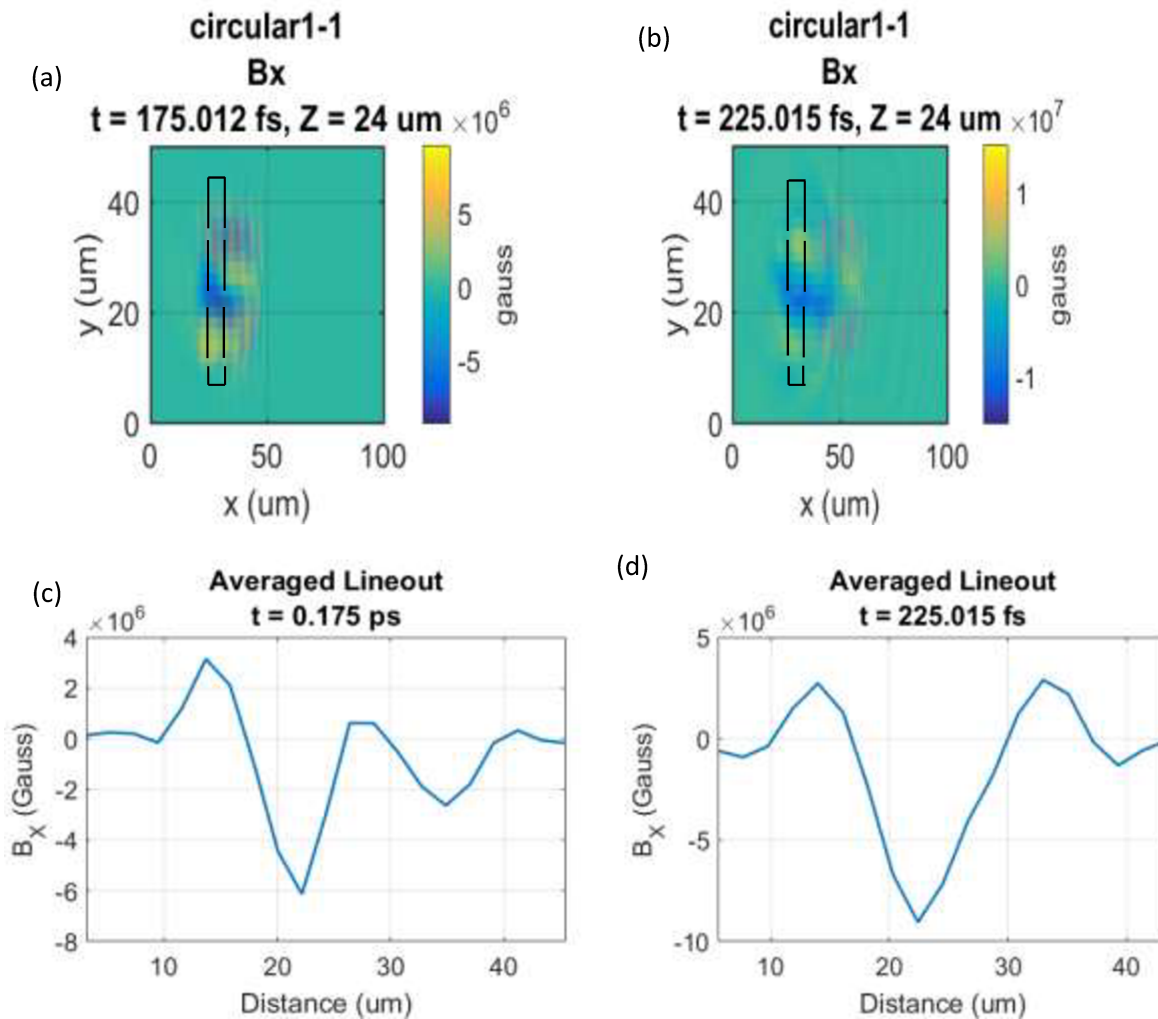 circular1-1
(a)
Bx
t = 175.012 fs, Z = 24 um ×10^6
40
20
0
y (um)
0
50
100
x (um)
5
0
-5
gauss
circular1-1
(b)
Bx
t = 225.015 fs, Z = 24 um ×10^7
40
20
0
y (um)
0
50
100
x (um)
1
0
-1
gauss
(c)
Averaged Lineout
t = 0.175 ps
×10^6
4
2
0
-2
-4
-6
-8
B_X (Gauss)
10
20
30
40
Distance (um)
(d)
Averaged Lineout
t = 225.015 fs
×10^6
5
0
-5
-10
B_X (Gauss)
10
20
30
40
Distance (um)